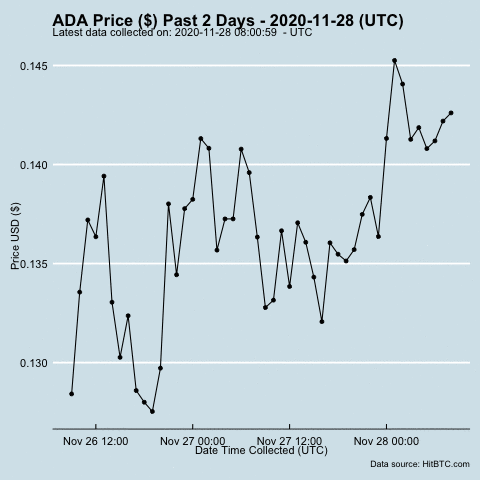 ADA Price ($) Past 2 Days - 2020-11-28 (UTC)
Latest data collected on: 2020-11-28 08:00:59 - UTC
0.145
0.140
0.135
0.130
Price USD ($)
Nov 26 12:00 Nov 27 00:00 Nov 27 12:00 Nov 28 00:00
Date Time Collected (UTC)
Data source: HitBTC.com